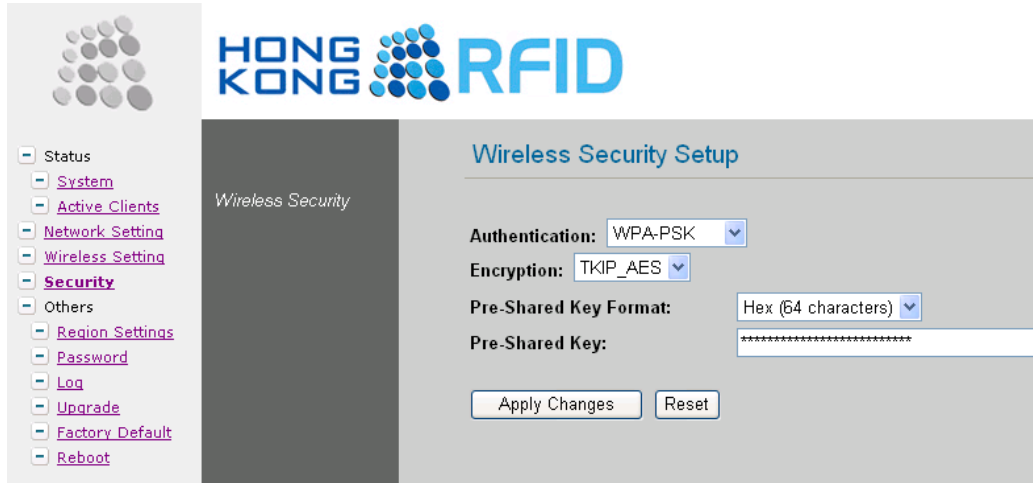 HONG
KONG
RFID
Status
System
Active Clients
Network Setting
Wireless Setting
Security
Others
Region Settings
Password
Log
Upgrade
Factory Default
Reboot
Wireless Security
Wireless Security Setup
Authentication: WPA-PSK
Encryption: TKIP_AES
Pre-Shared Key Format: Hex (64 characters)
Pre-Shared Key: **************************
Apply Changes Reset